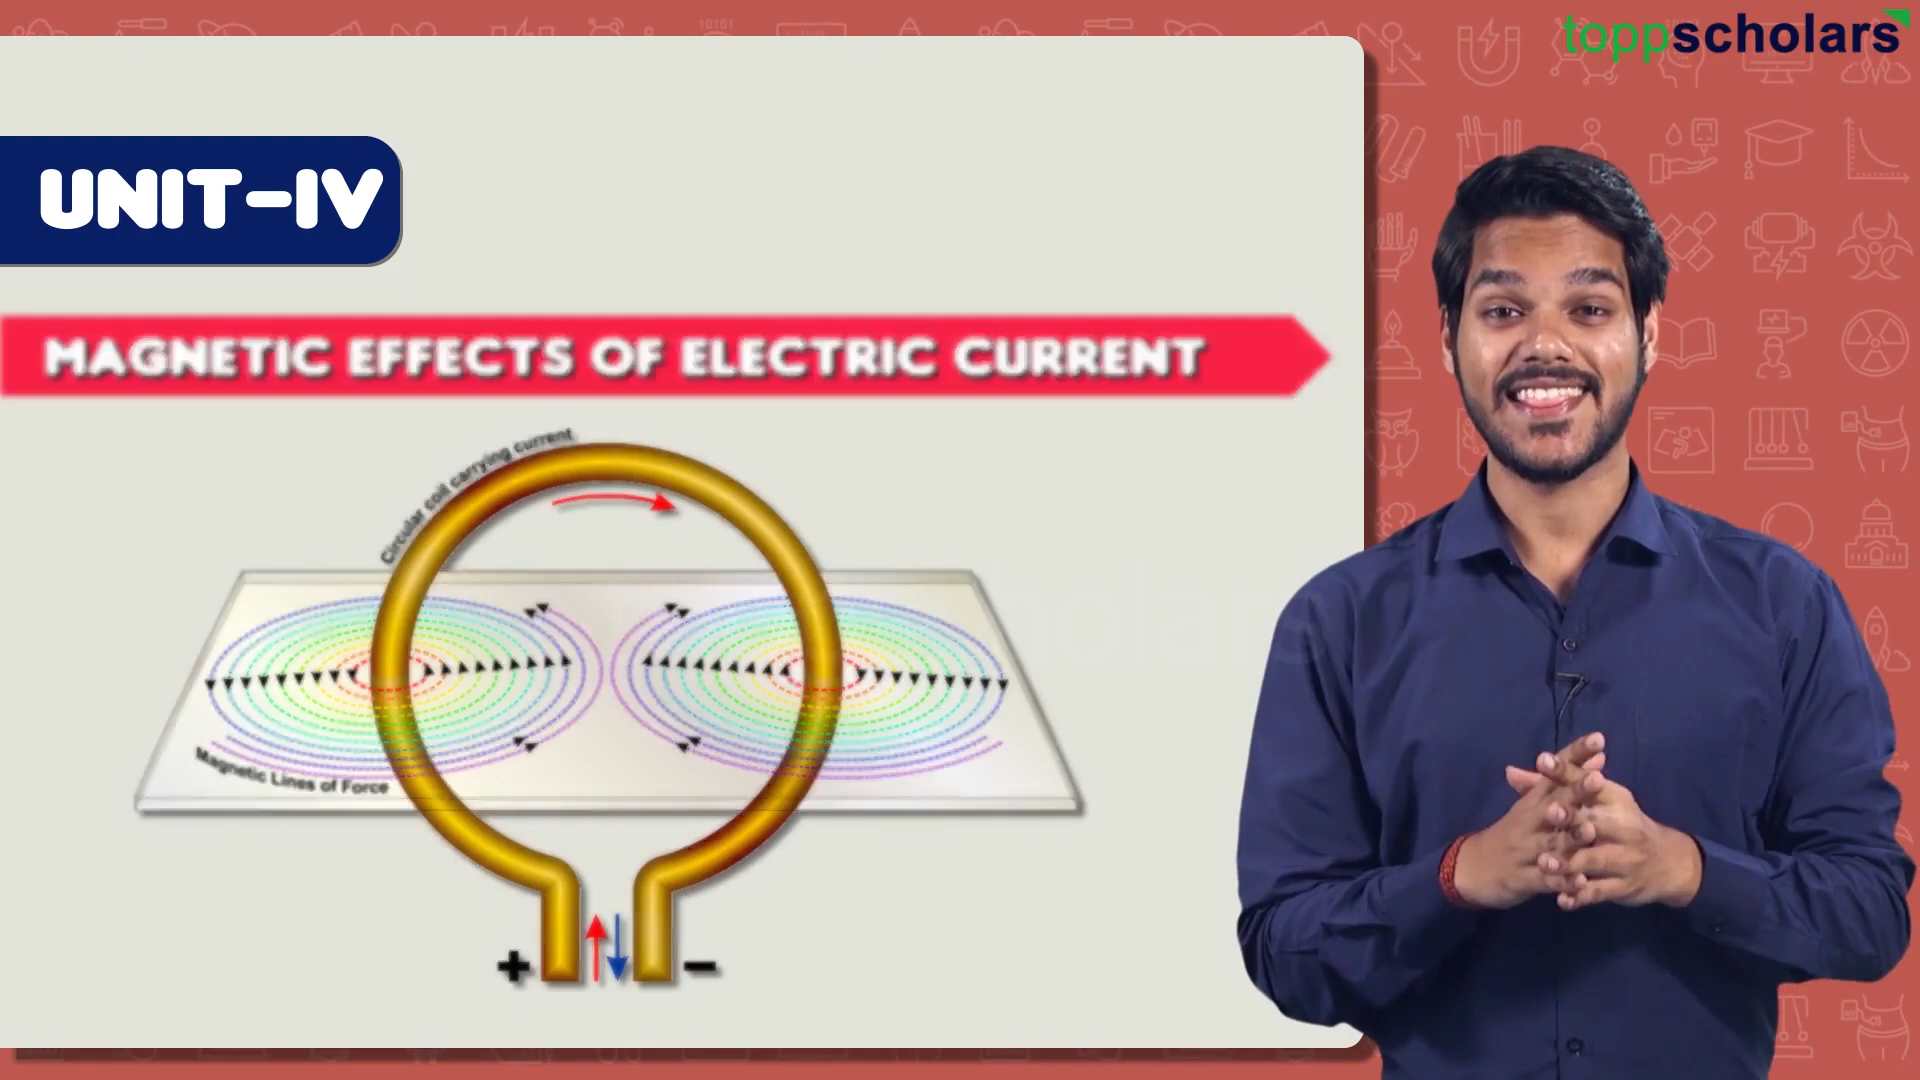 toppscholars
UNIT-IV
MAGNETIC EFFECTS OF ELECTRIC CURRENT
Circular coil carrying current
Magnetic Lines of Force
+ −